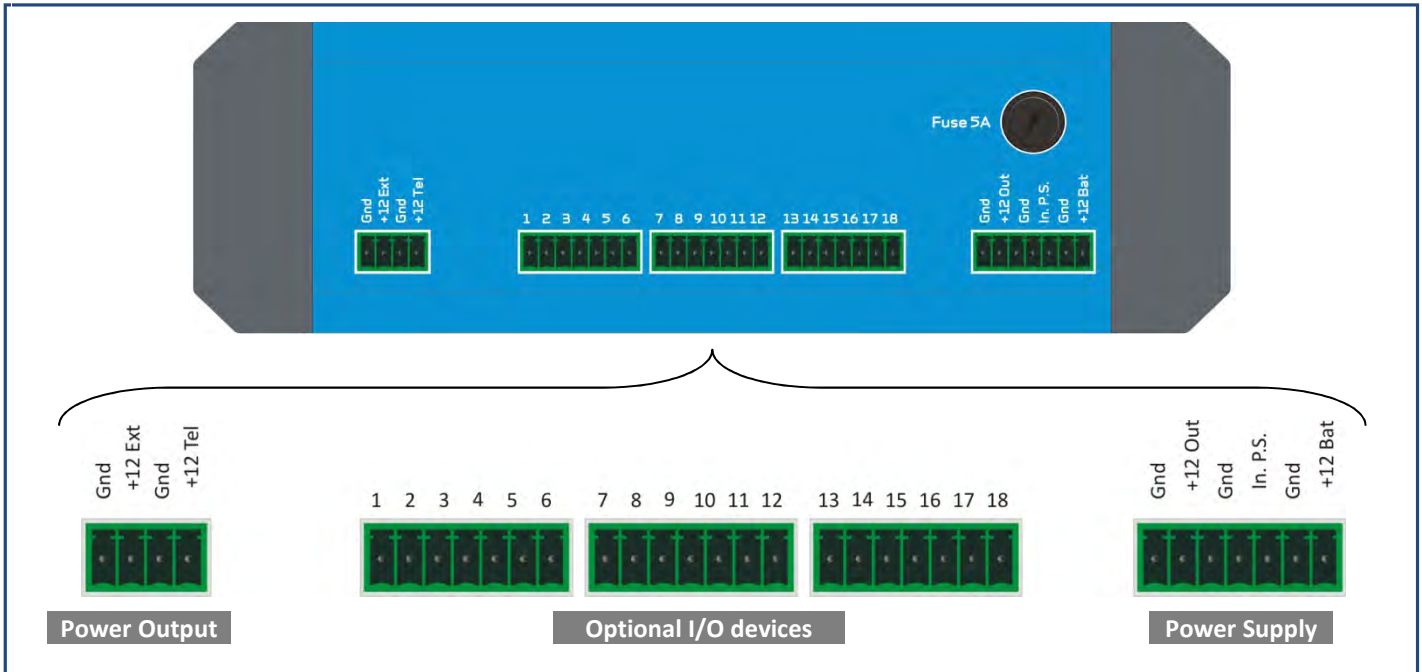 Fuse 5A
Gnd
+12 Ext
Gnd
+12 Tel
1 2 3 4 5 6
7 8 9 10 11 12
13 14 15 16 17 18
Gnd
+12 Out
Gnd
In. P.S.
Gnd
+12 Bat
Gnd
+12 Ext
Gnd
+12 Tel
1 2 3 4 5 6
7 8 9 10 11 12
13 14 15 16 17 18
Gnd
+12 Out
Gnd
In. P.S.
Gnd
+12 Bat
Power Output
Optional I/O devices
Power Supply